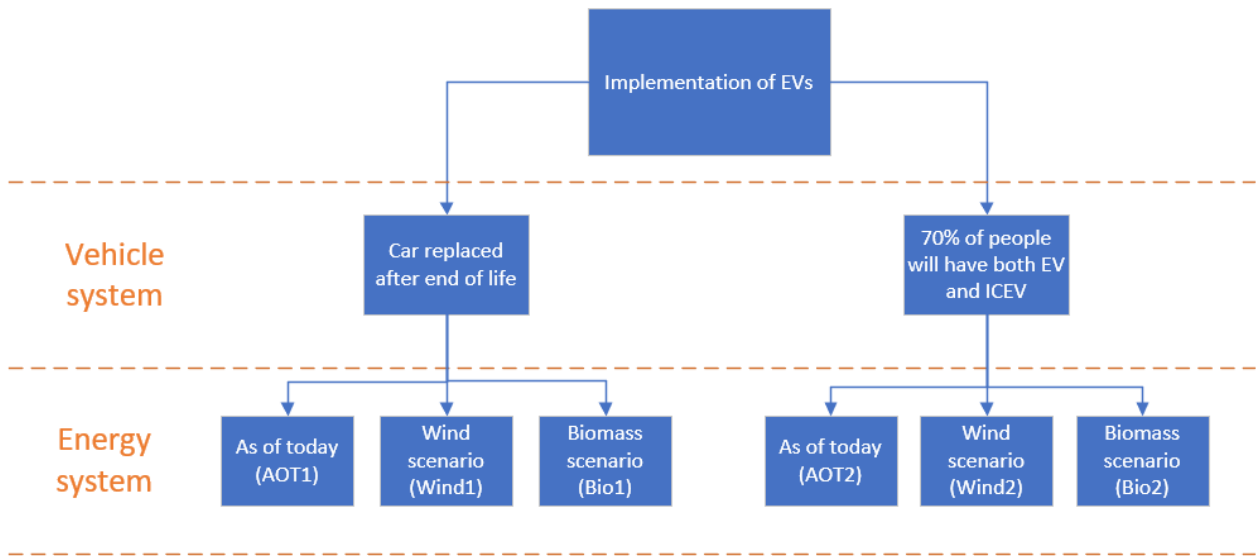 Implementation of EVs
Vehicle
system
Car replaced
after end of life
70% of people
will have both EV
and ICEV
Energy
system
As of today
(AOT1)
Wind
scenario
(Wind1)
Biomass
scenario
(Bio1)
As of today
(AOT2)
Wind
scenario
(Wind2)
Biomass
scenario
(Bio2)